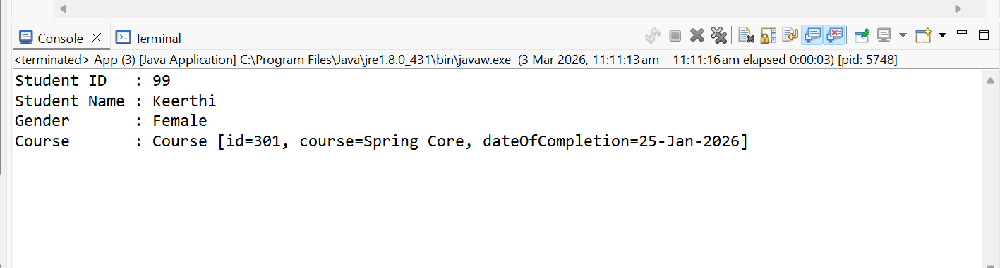 Console Terminal
<terminated> App (3) [Java Application] C:\Program Files\Java\jre1.8.0_431\bin\javaw.exe (3 Mar 2026, 11:11:13 am – 11:11:16 am elapsed 0:00:03) [pid: 5748]
Student ID   : 99
Student Name : Keerthi
Gender       : Female
Course       : Course [id=301, course=Spring Core, dateOfCompletion=25-Jan-2026]